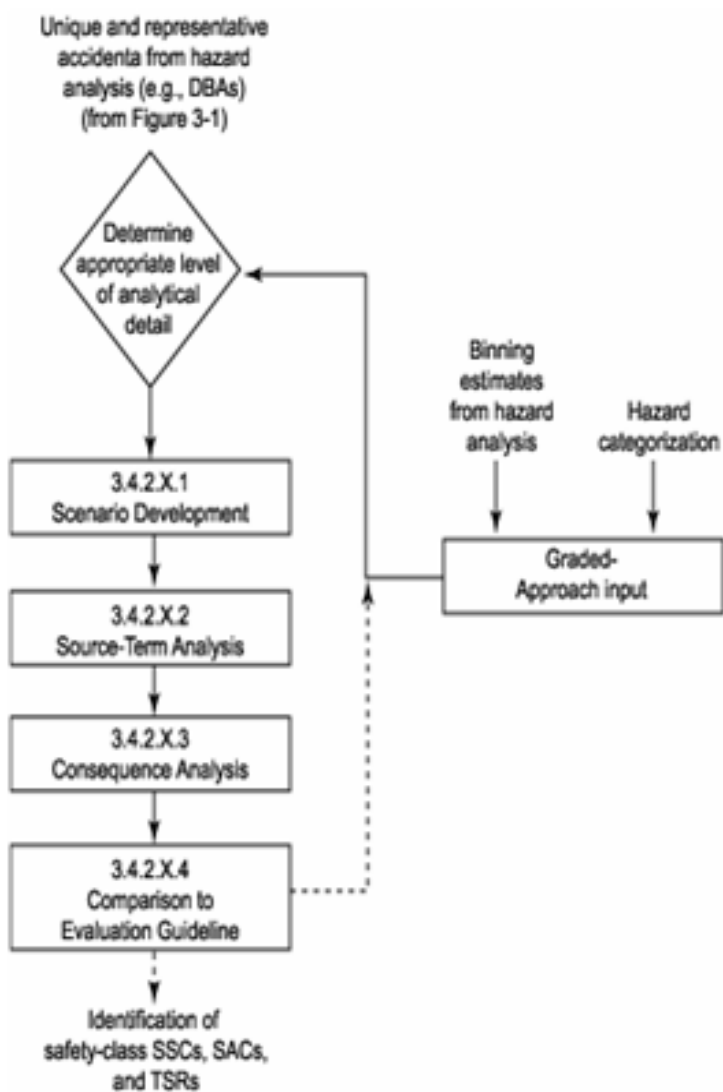 Unique and representative
accidenta from hazard
analysis (e.g., DBAs)
(from Figure 3-1)
Determine
appropriate level
of analytical
detail
Binning
estimates
from hazard
analysis
Hazard
categorization
Graded-
Approach input
3.4.2.X.1
Scenario Development
3.4.2.X.2
Source-Term Analysis
3.4.2.X.3
Consequence Analysis
3.4.2.X.4
Comparison to
Evaluation Guideline
Identification of
safety-class SSCs, SACs,
and TSRs